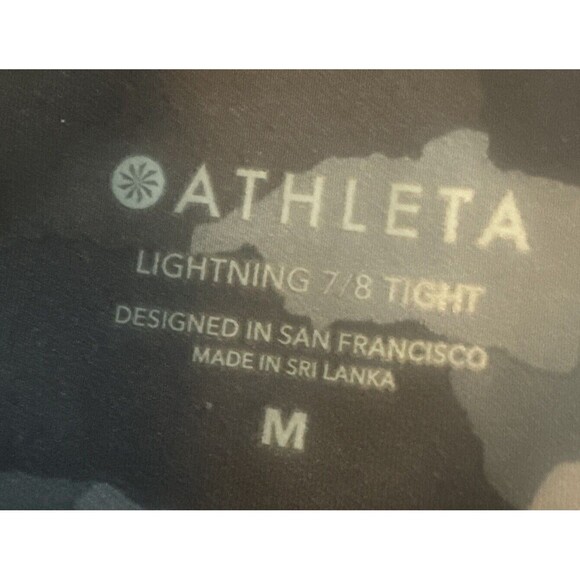 ATHLETA
LIGHTNING 7/8 TIGHT
DESIGNED IN SAN FRANCISCO
MADE IN SRI LANKA
M